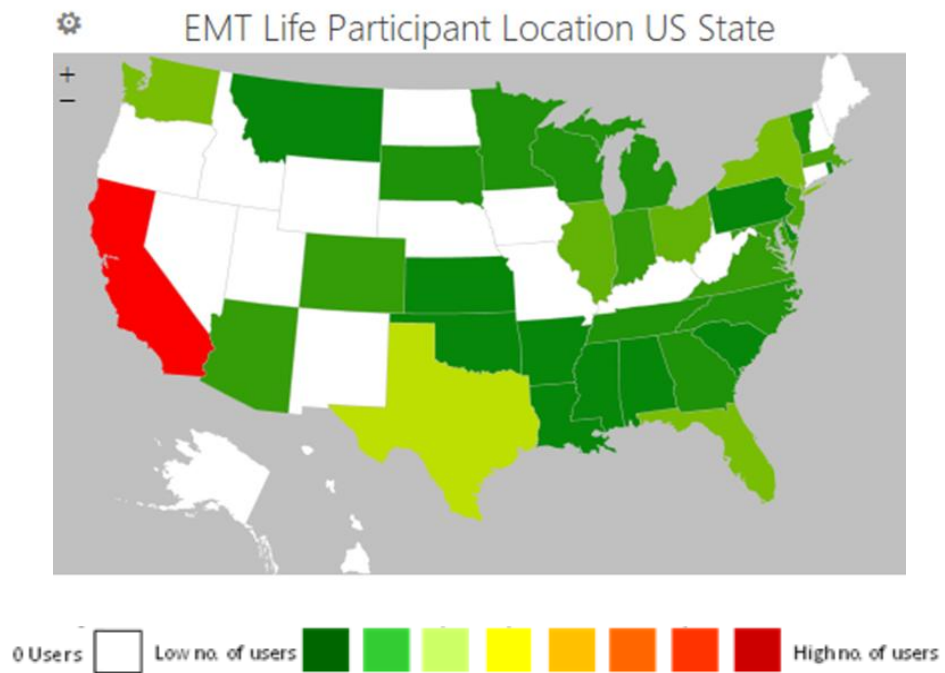 EMT Life Participant Location US State
+
−
0 Users
Low no. of users
High no. of users